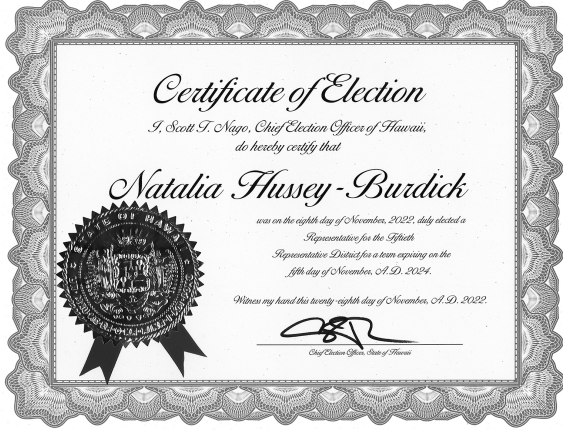 Certificate of Election
I, Scott T. Nago, Chief Election Officer of Hawaii,
do hereby certify that
Natalia Hussey-Burdick
was on the eighth day of November, 2022, duly elected a
Representative for the Fiftieth
Representative District for a term expiring on the
fifth day of November, A.D. 2024.
STATE OF HAWAII
Witness my hand this twenty-eighth day of November, A.D. 2022.
Chief Election Officer, State of Hawaii